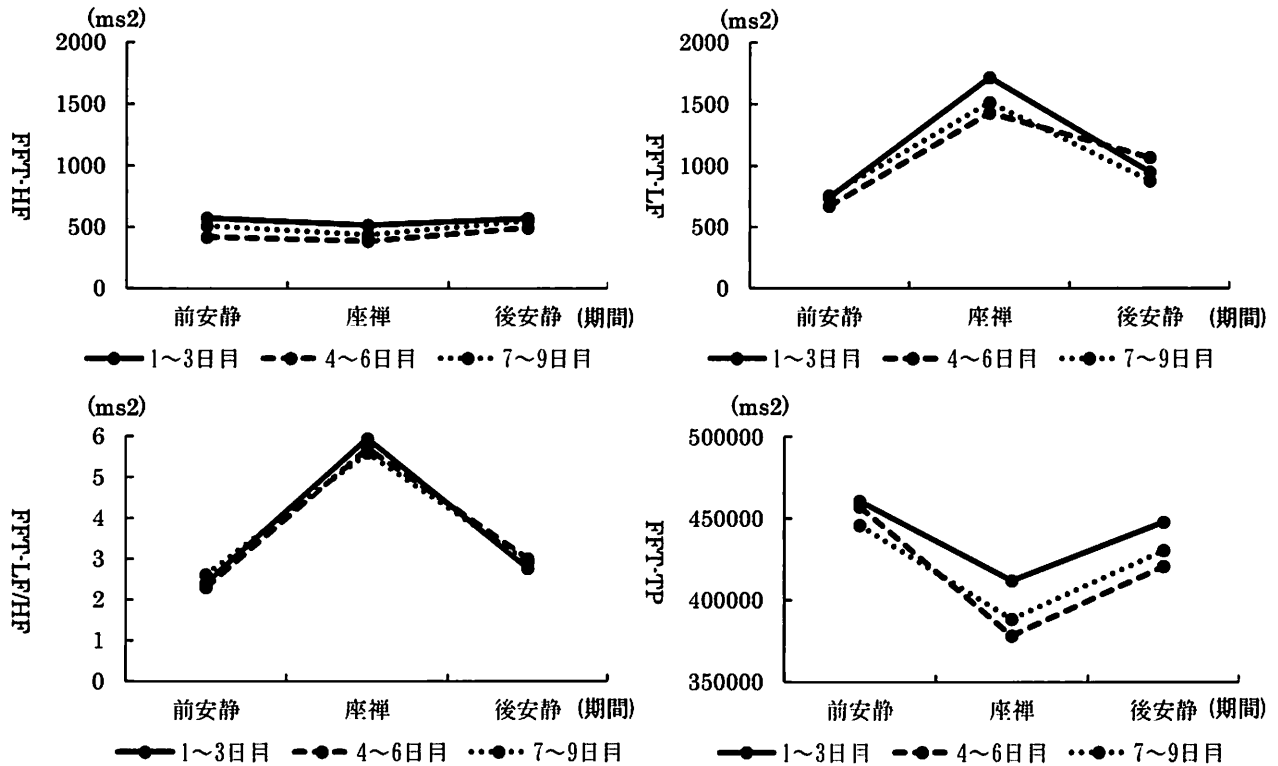 (ms2)
2000
1500
1000
500
0
FFT-HF
前安静 座禅 後安静 (期間)
1～3日目 4～6日目 7～9日目
(ms2)
2000
1500
1000
500
0
FFT-LF
前安静 座禅 後安静 (期間)
1～3日目 4～6日目 7～9日目
(ms2)
6
5
4
3
2
1
0
FFT-LF/HF
前安静 座禅 後安静 (期間)
1～3日目 4～6日目 7～9日目
(ms2)
500000
450000
400000
350000
FFT-TP
前安静 座禅 後安静 (期間)
1～3日目 4～6日目 7～9日目